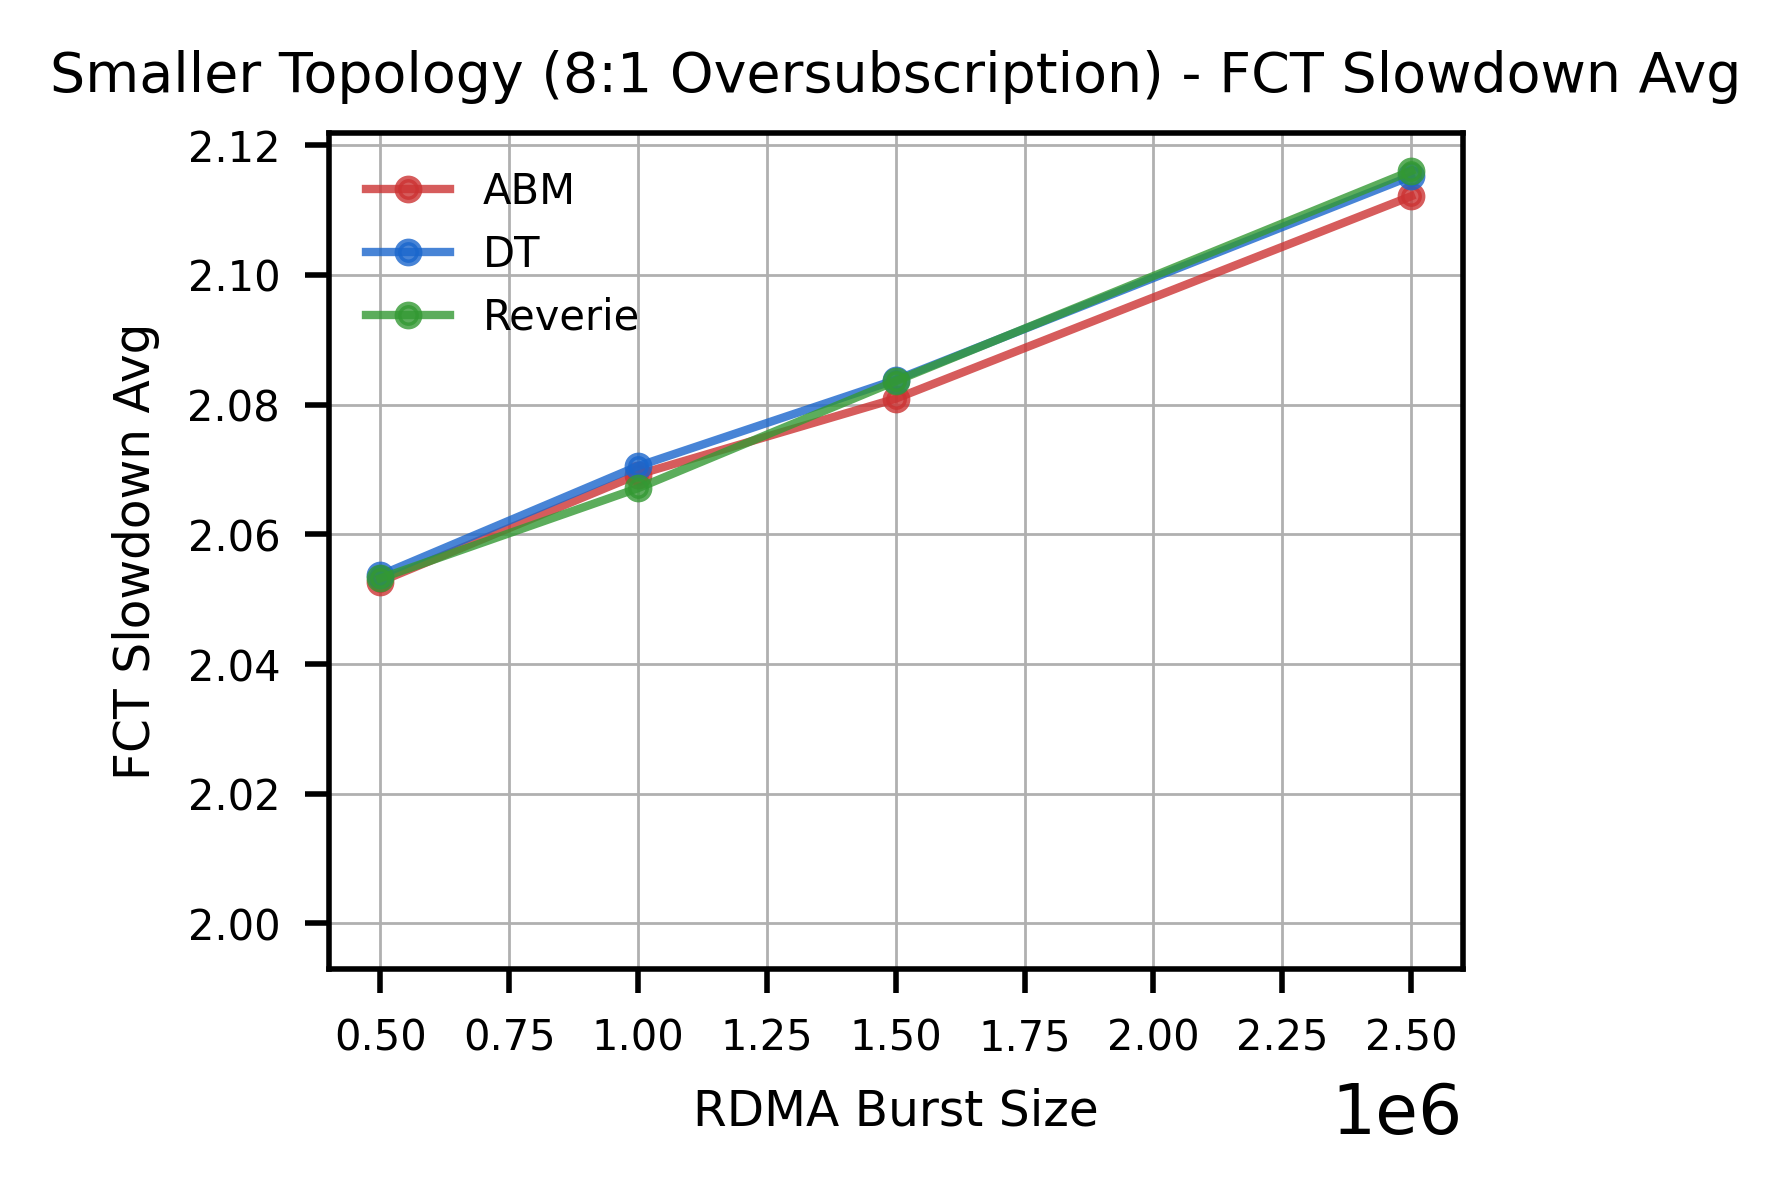 Smaller Topology (8:1 Oversubscription) - FCT Slowdown Avg
2.12
2.10
2.08
2.06
2.04
2.02
2.00
FCT Slowdown Avg
ABM
DT
Reverie
0.50 0.75 1.00 1.25 1.50 1.75 2.00 2.25 2.50
RDMA Burst Size
1e6